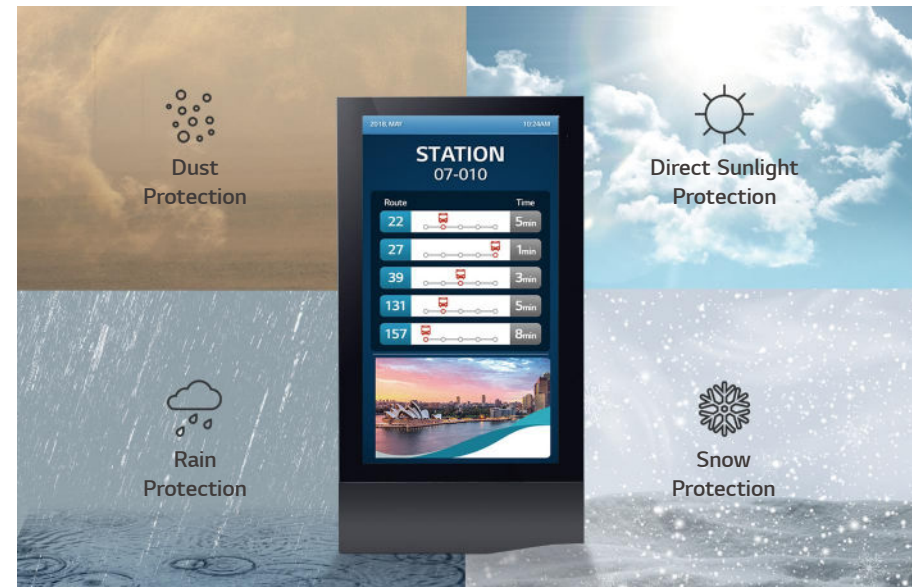 Dust
Protection
Direct Sunlight
Protection
2018, MAY 10:24AM
STATION
07-010
Route Time
22 5min
27 1min
39 3min
131 5min
157 8min
Rain
Protection
Snow
Protection